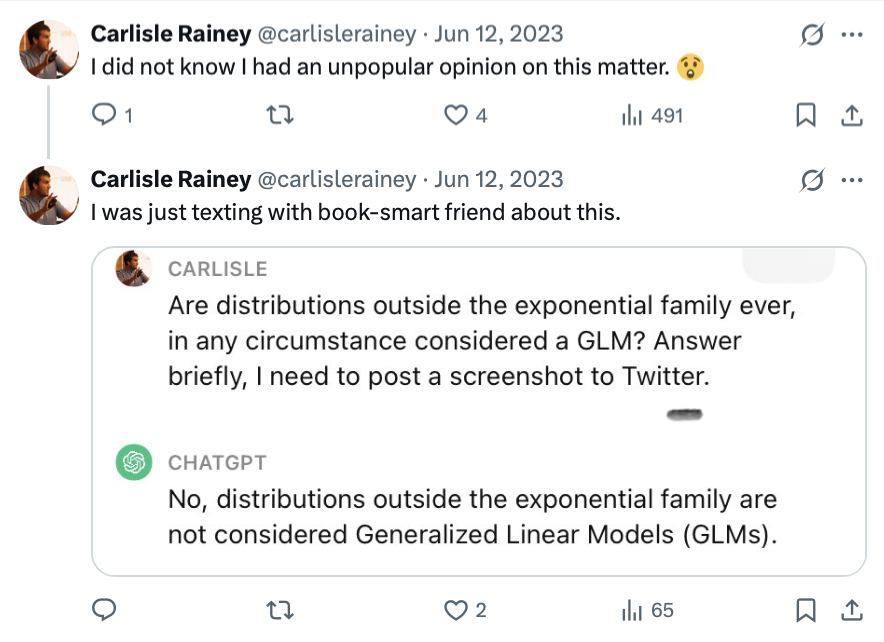 Carlisle Rainey @carlislerainey · Jun 12, 2023
I did not know I had an unpopular opinion on this matter. 😲
1 4 491
Carlisle Rainey @carlislerainey · Jun 12, 2023
I was just texting with book-smart friend about this.
CARLISLE
Are distributions outside the exponential family ever,
in any circumstance considered a GLM? Answer
briefly, I need to post a screenshot to Twitter.
CHATGPT
No, distributions outside the exponential family are
not considered Generalized Linear Models (GLMs).
2 65